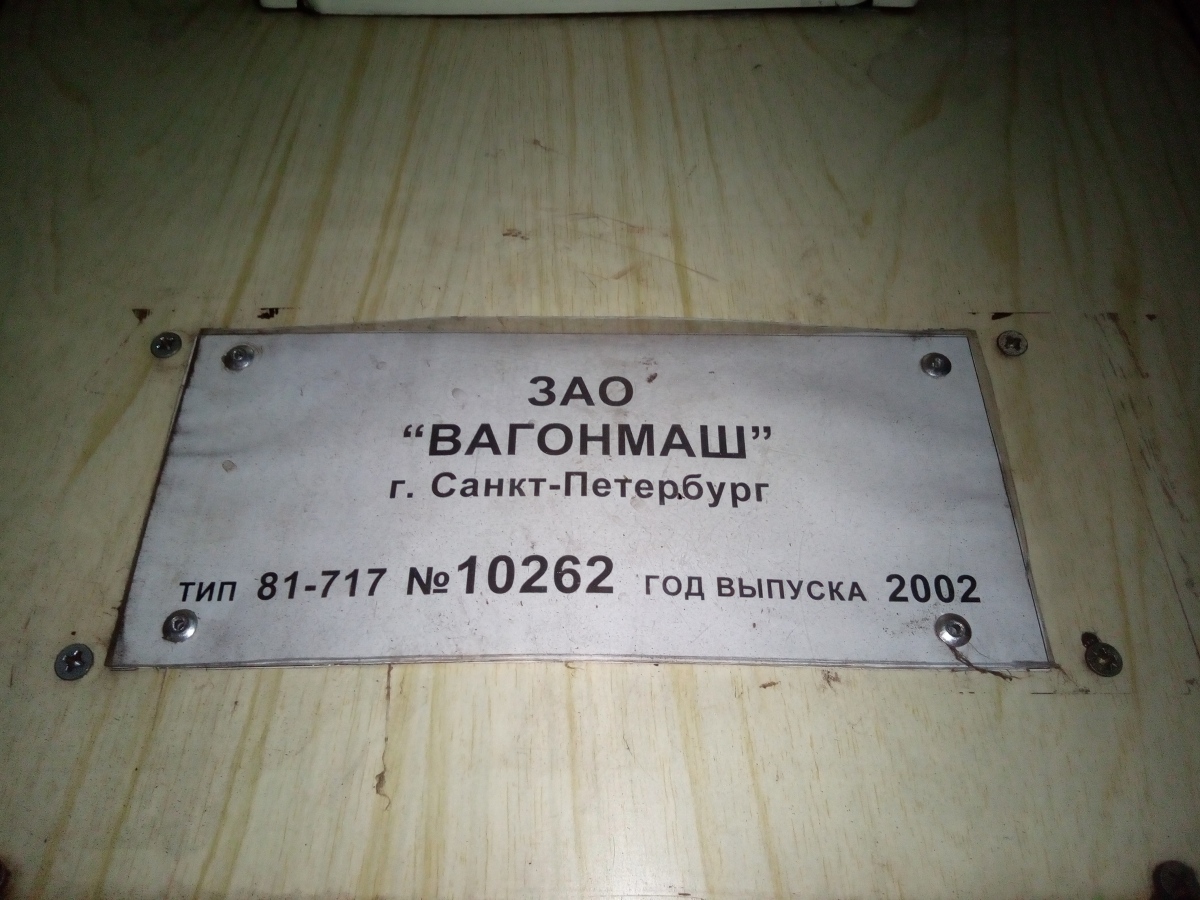 ЗАО
“ВАГОНМАШ”
г. Санкт-Петербург
ТИП 81-717 №10262 ГОД ВЫПУСКА 2002